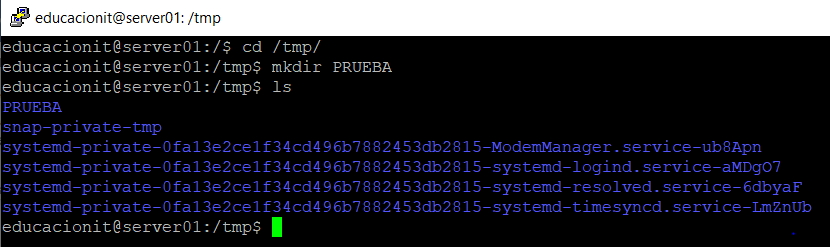 educacionit@server01: /tmp
educacionit@server01:/$ cd /tmp/
educacionit@server01:/tmp$ mkdir PRUEBA
educacionit@server01:/tmp$ ls
PRUEBA
snap-private-tmp
systemd-private-0fa13e2ce1f34cd496b7882453db2815-ModemManager.service-ub8Apn
systemd-private-0fa13e2ce1f34cd496b7882453db2815-systemd-logind.service-aMDgO7
systemd-private-0fa13e2ce1f34cd496b7882453db2815-systemd-resolved.service-6dbyaF
systemd-private-0fa13e2ce1f34cd496b7882453db2815-systemd-timesyncd.service-LmZnUb
educacionit@server01:/tmp$